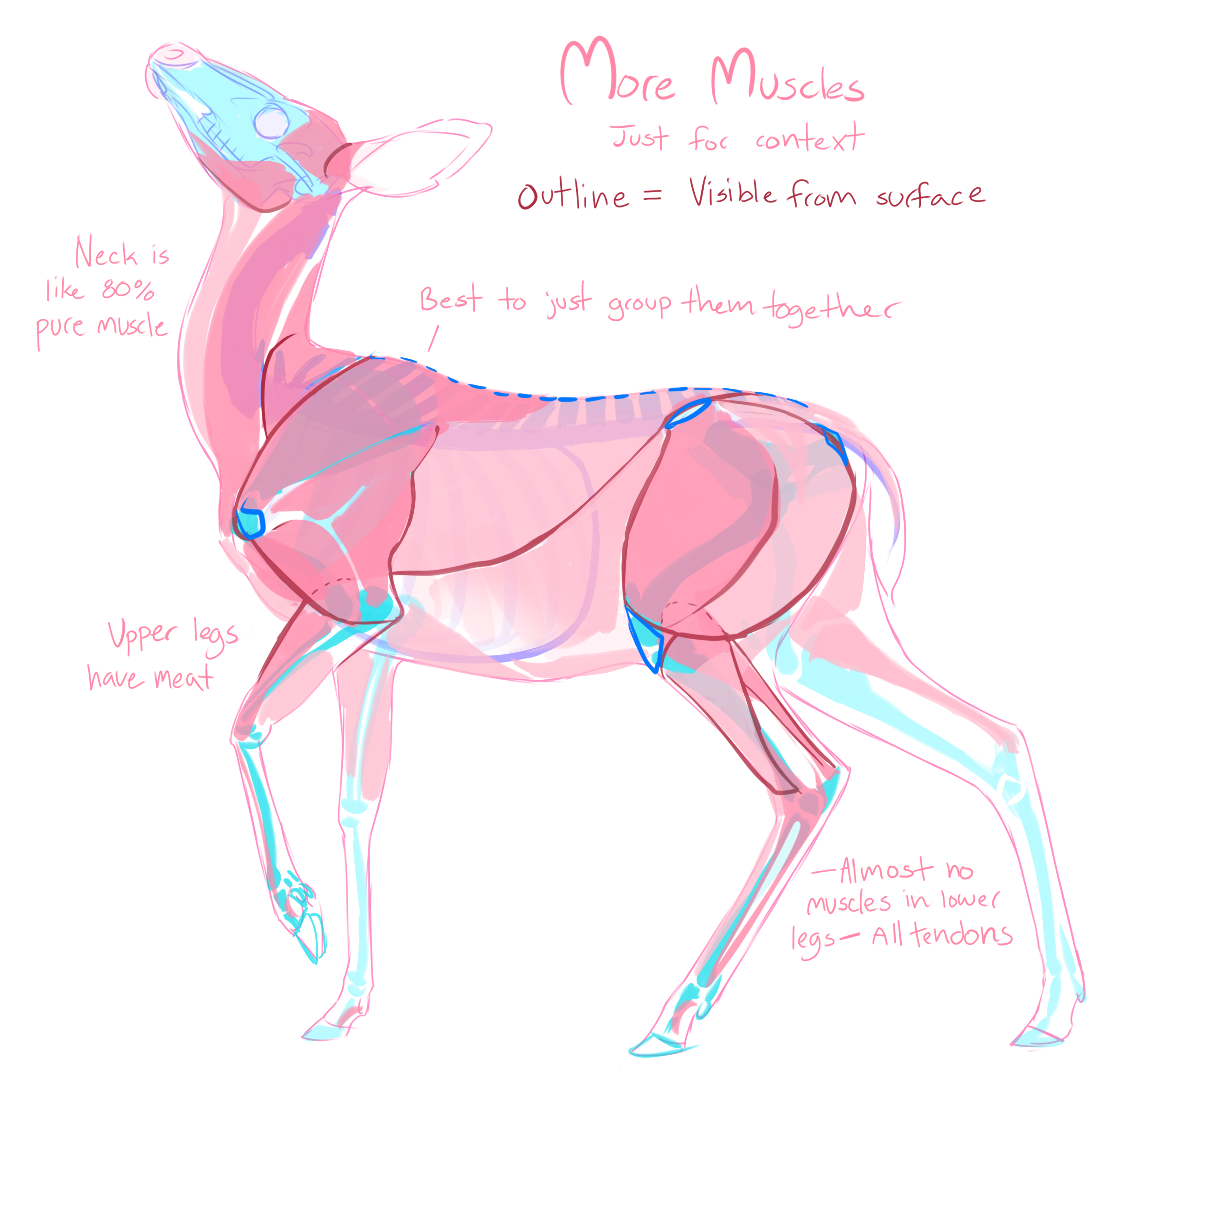 More Muscles
Just for context
Outline = Visible from surface
Neck is
like 80%
pure muscle
Best to just group them together
Upper legs
have meat
—Almost no
muscles in lower
legs— All tendons